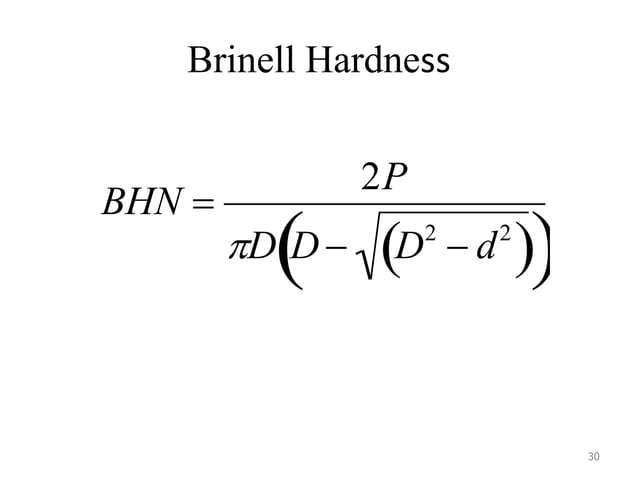 Brinell Hardness
BHN = 2P / πD(D − √(D² − d²))
30